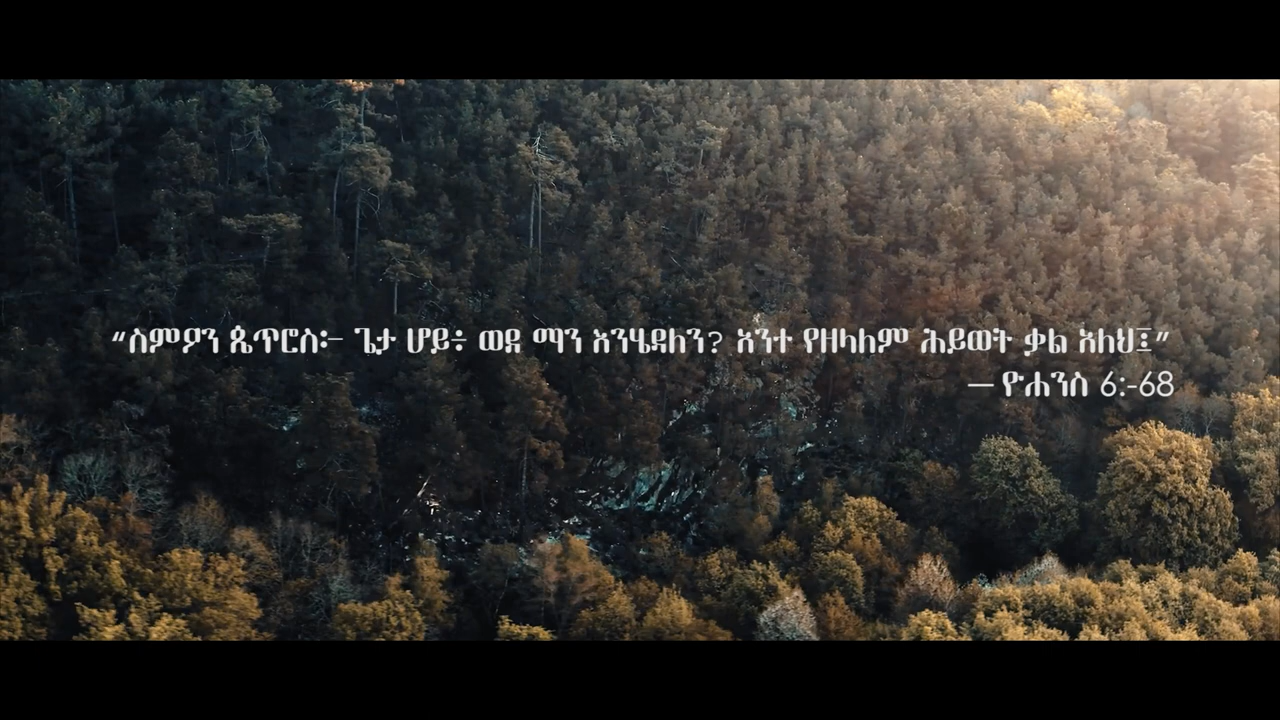 “ስምዖን ጴጥሮስ፦ ጌታ ሆይ፥ ወደ ማን እንሄዳለን? አንተ የዘላለም ሕይወት ቃል አለህ፤”
— ዮሐንስ 6:-68